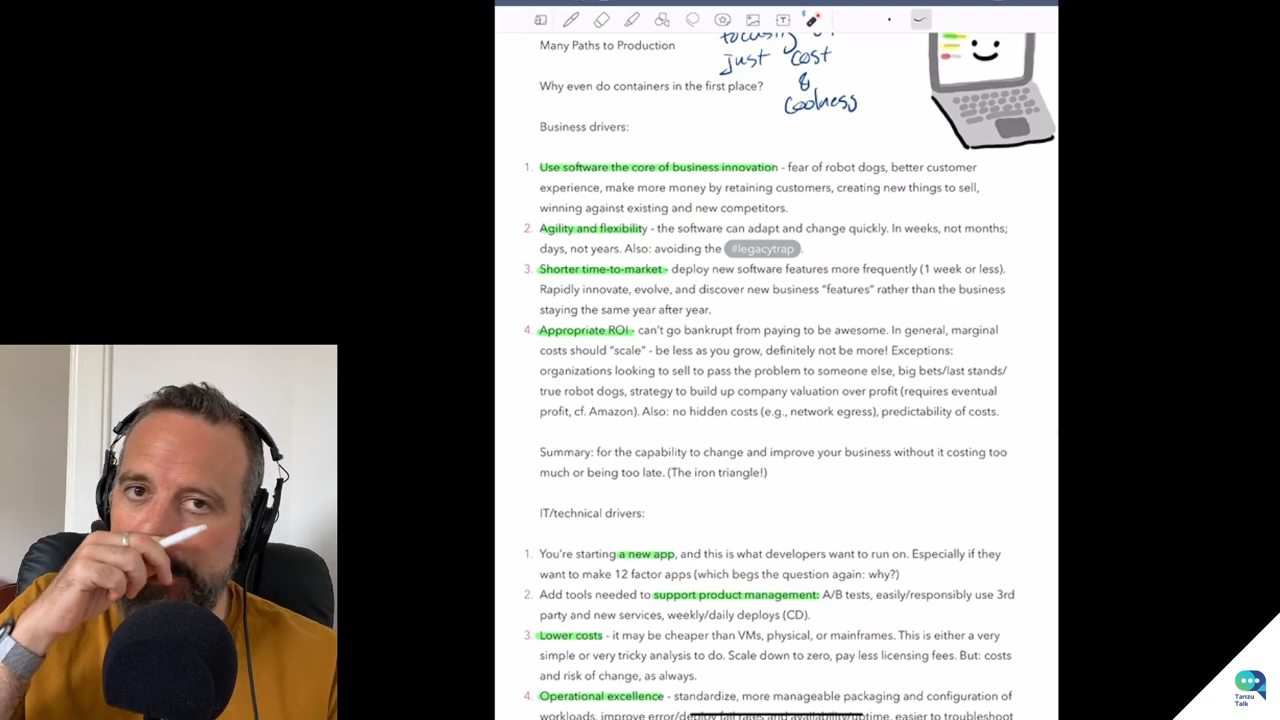 Many Paths to Production
focusing
just cost
&
coolness
Why even do containers in the first place?
Business drivers:
1. Use software the core of business innovation - fear of robot dogs, better customer
experience, make more money by retaining customers, creating new things to sell,
winning against existing and new competitors.
2. Agility and flexibility - the software can adapt and change quickly. In weeks, not months;
days, not years. Also: avoiding the #legacytrap.
3. Shorter time-to-market - deploy new software features more frequently (1 week or less).
Rapidly innovate, evolve, and discover new business "features" rather than the business
staying the same year after year.
4. Appropriate ROI - can't go bankrupt from paying to be awesome. In general, marginal
costs should "scale" - be less as you grow, definitely not be more! Exceptions:
organizations looking to sell to pass the problem to someone else, big bets/last stands/
true robot dogs, strategy to build up company valuation over profit (requires eventual
profit, cf. Amazon). Also: no hidden costs (e.g., network egress), predictability of costs.
Summary: for the capability to change and improve your business without it costing too
much or being too late. (The iron triangle!)
IT/technical drivers:
1. You're starting a new app, and this is what developers want to run on. Especially if they
want to make 12 factor apps (which begs the question again: why?)
2. Add tools needed to support product management: A/B tests, easily/responsibly use 3rd
party and new services, weekly/daily deploys (CD).
3. Lower costs - it may be cheaper than VMs, physical, or mainframes. This is either a very
simple or very tricky analysis to do. Scale down to zero, pay less licensing fees. But: costs
and risk of change, as always.
4. Operational excellence - standardize, more manageable packaging and configuration of
workloads, improve error/deploy fail rates and availability/uptime, easier to troubleshoot
Tanzu
Talk